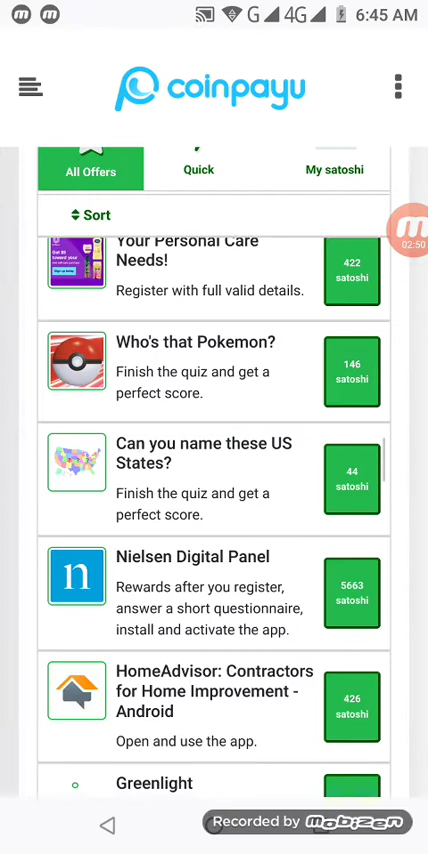 G 4G 6:45 AM
coinpayu
All Offers
Quick
My satoshi
Sort
02:50
Your Personal Care
Needs!
Register with full valid details.
422
satoshi
Who's that Pokemon?
Finish the quiz and get a
perfect score.
146
satoshi
Can you name these US
States?
Finish the quiz and get a
perfect score.
44
satoshi
n
Nielsen Digital Panel
Rewards after you register,
answer a short questionnaire,
install and activate the app.
5663
satoshi
HomeAdvisor: Contractors
for Home Improvement -
Android
Open and use the app.
426
satoshi
Greenlight
Recorded by mobizen